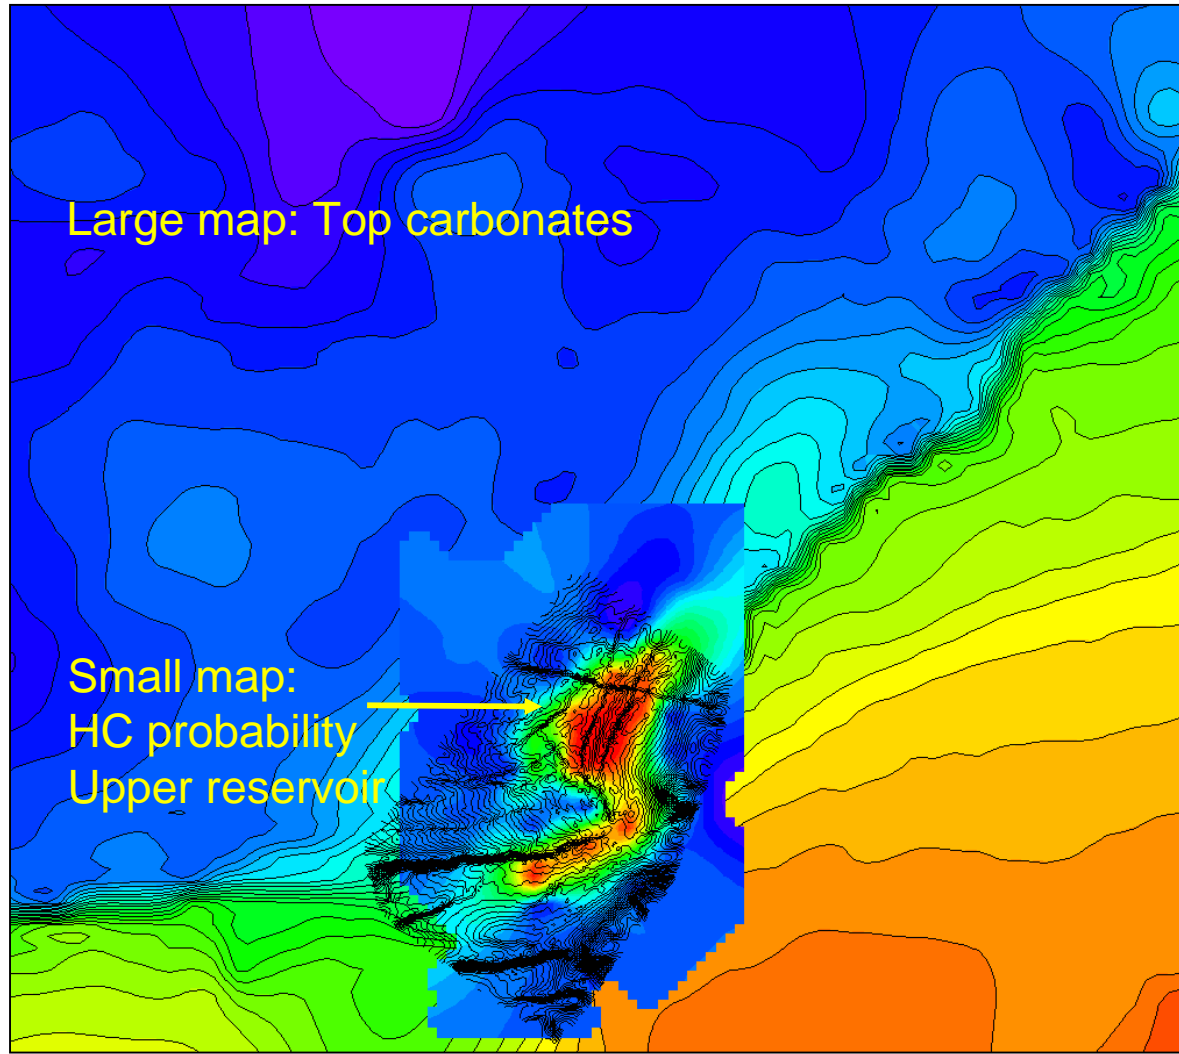 Large map: Top carbonates
Small map:
HC probability
Upper reservoir